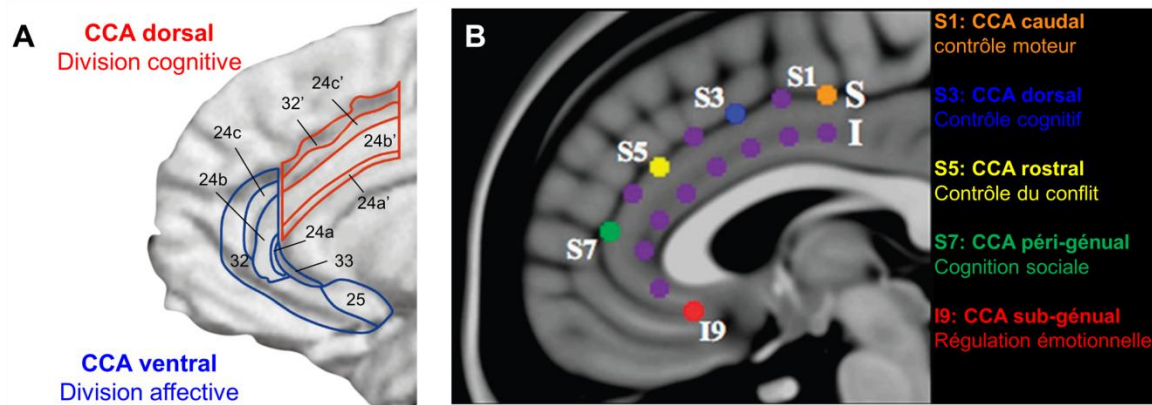 A
CCA dorsal
Division cognitive
24c'
32'
24c
24b'
24b
24a'
24a
33
32
25
CCA ventral
Division affective
B
S1
S
S3
I
S5
S7
I9
S1: CCA caudal
contrôle moteur
S3: CCA dorsal
Contrôle cognitif
S5: CCA rostral
Contrôle du conflit
S7: CCA péri-génual
Cognition sociale
I9: CCA sub-génual
Régulation émotionnelle